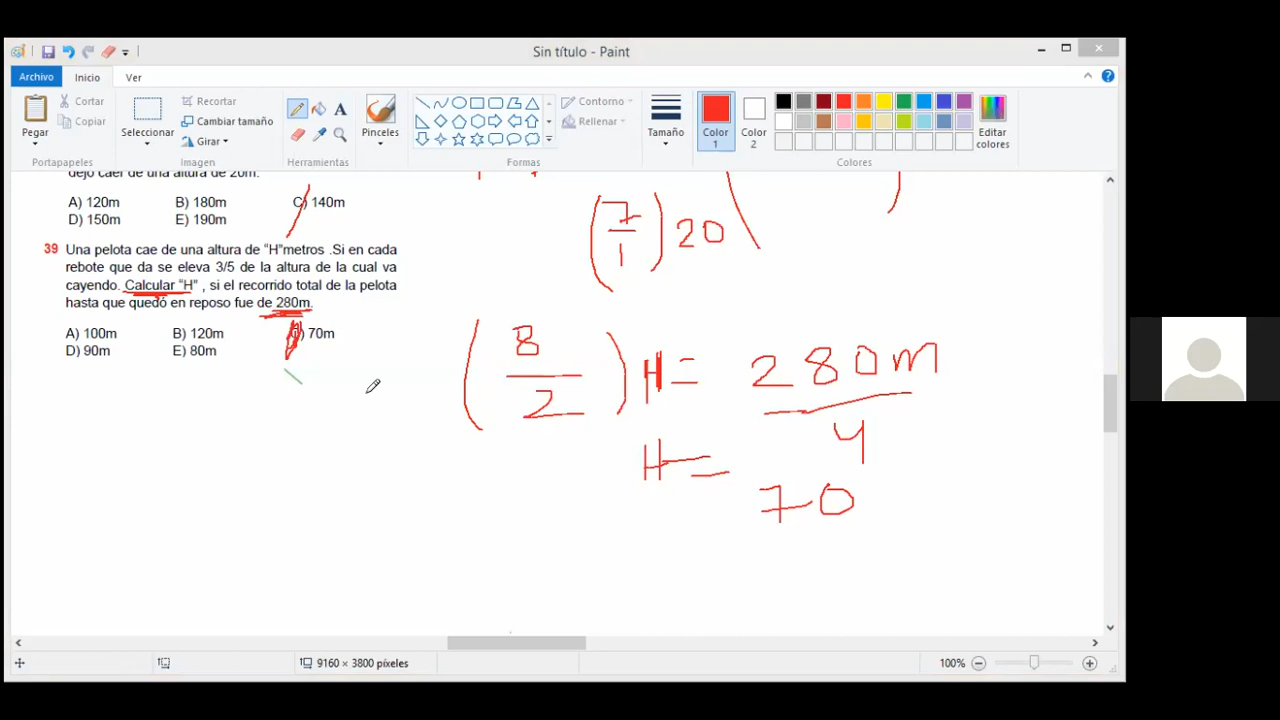 Sin título - Paint
Archivo Inicio Ver
Pegar
Cortar
Copiar
Portapapeles
Seleccionar
Recortar
Cambiar tamaño
Girar
Imagen
A
Herramientas
Pinceles
Contorno
Rellenar
Formas
Tamaño
Color 1
Color 2
Editar colores
Colores
dejó caer de una altura de 20m.
A) 120m B) 180m C) 140m
D) 150m E) 190m
39 Una pelota cae de una altura de “H”metros .Si en cada
rebote que da se eleva 3/5 de la altura de la cual va
cayendo. Calcular “H” , si el recorrido total de la pelota
hasta que quedó en reposo fue de 280m.
A) 100m B) 120m C) 70m
D) 90m E) 80m
(7/1) 20
(8/2) H = 280m
4
H =
70
9160 × 3800 píxeles
100%